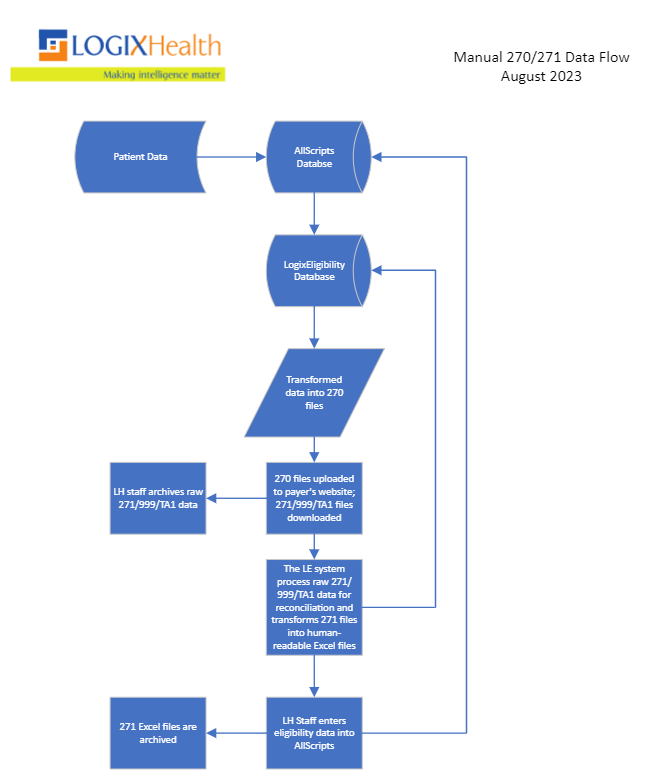 LOGIXHealth
Making intelligence matter
Manual 270/271 Data Flow
August 2023
Patient Data
AllScripts
Databse
LogixEligibility
Database
Transformed
data into 270
files
LH staff archives raw
271/999/TA1 data
270 files uploaded
to payer's website;
271/999/TA1 files
downloaded
The LE system
process raw 271/
999/TA1 data for
reconciliation and
transforms 271 files
into human-
readable Excel files
271 Excel files are
archived
LH Staff enters
eligibility data into
AllScripts